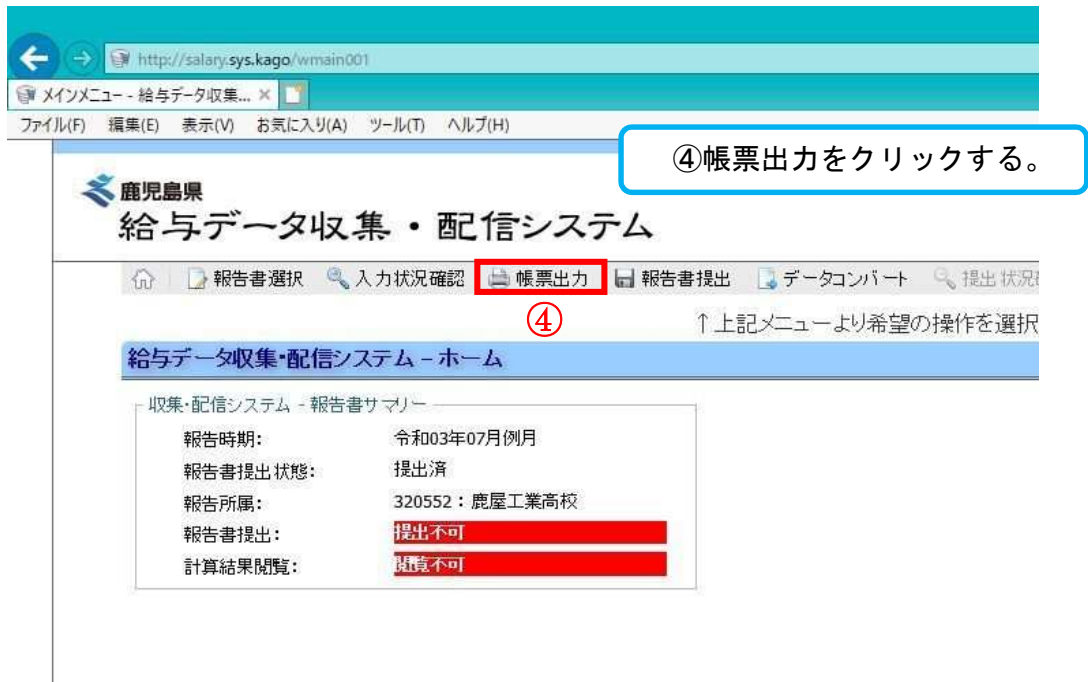 http://salary.sys.kago/wmain001
メインメニュー - 給与データ収集...
ファイル(F) 編集(E) 表示(V) お気に入り(A) ツール(T) ヘルプ(H)
④帳票出力をクリックする。
鹿児島県
給与データ収集・配信システム
報告書選択 入力状況確認 帳票出力 報告書提出 データコンバート 提出状況
④
↑上記メニューより希望の操作を選択
給与データ収集・配信システム - ホーム
収集・配信システム - 報告書サマリー
報告時期: 令和03年07月例月
報告書提出状態: 提出済
報告所属: 320552:鹿屋工業高校
報告書提出: 提出不可
計算結果閲覧: 閲覧不可